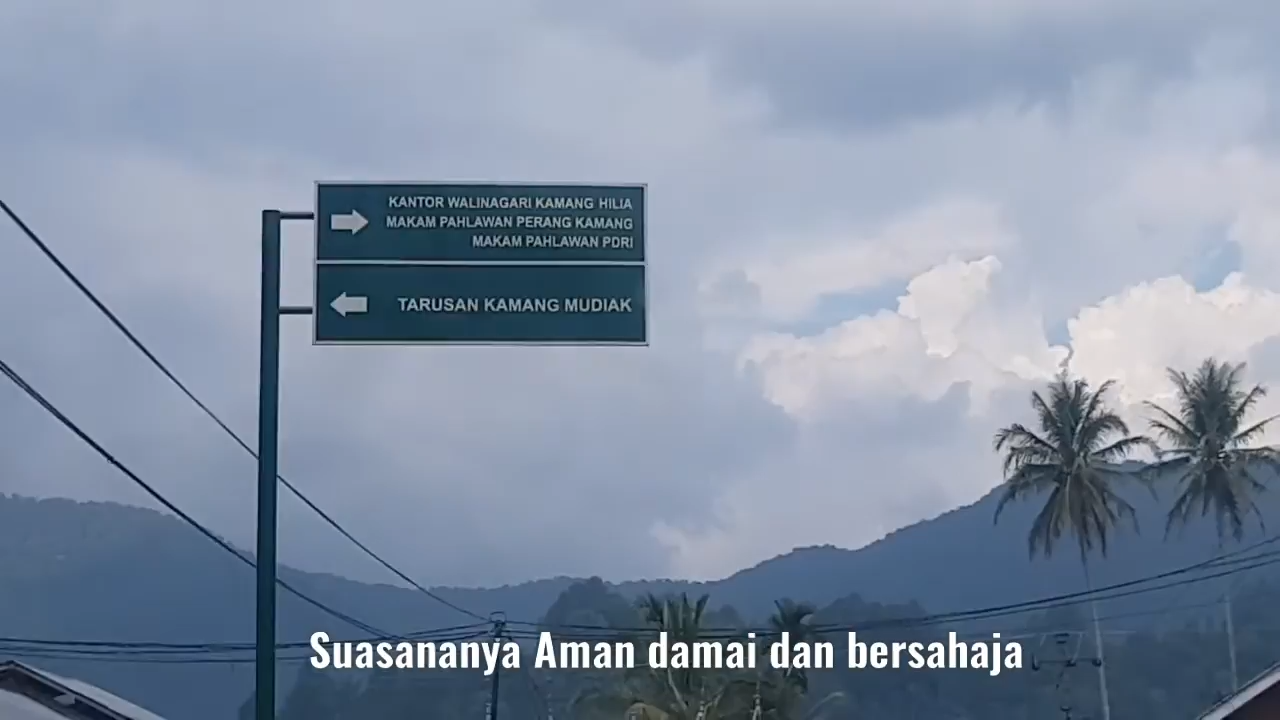 KANTOR WALINAGARI KAMANG HILIA
MAKAM PAHLAWAN PERANG KAMANG
MAKAM PAHLAWAN PDRI
TARUSAN KAMANG MUDIAK
Suasananya Aman damai dan bersahaja